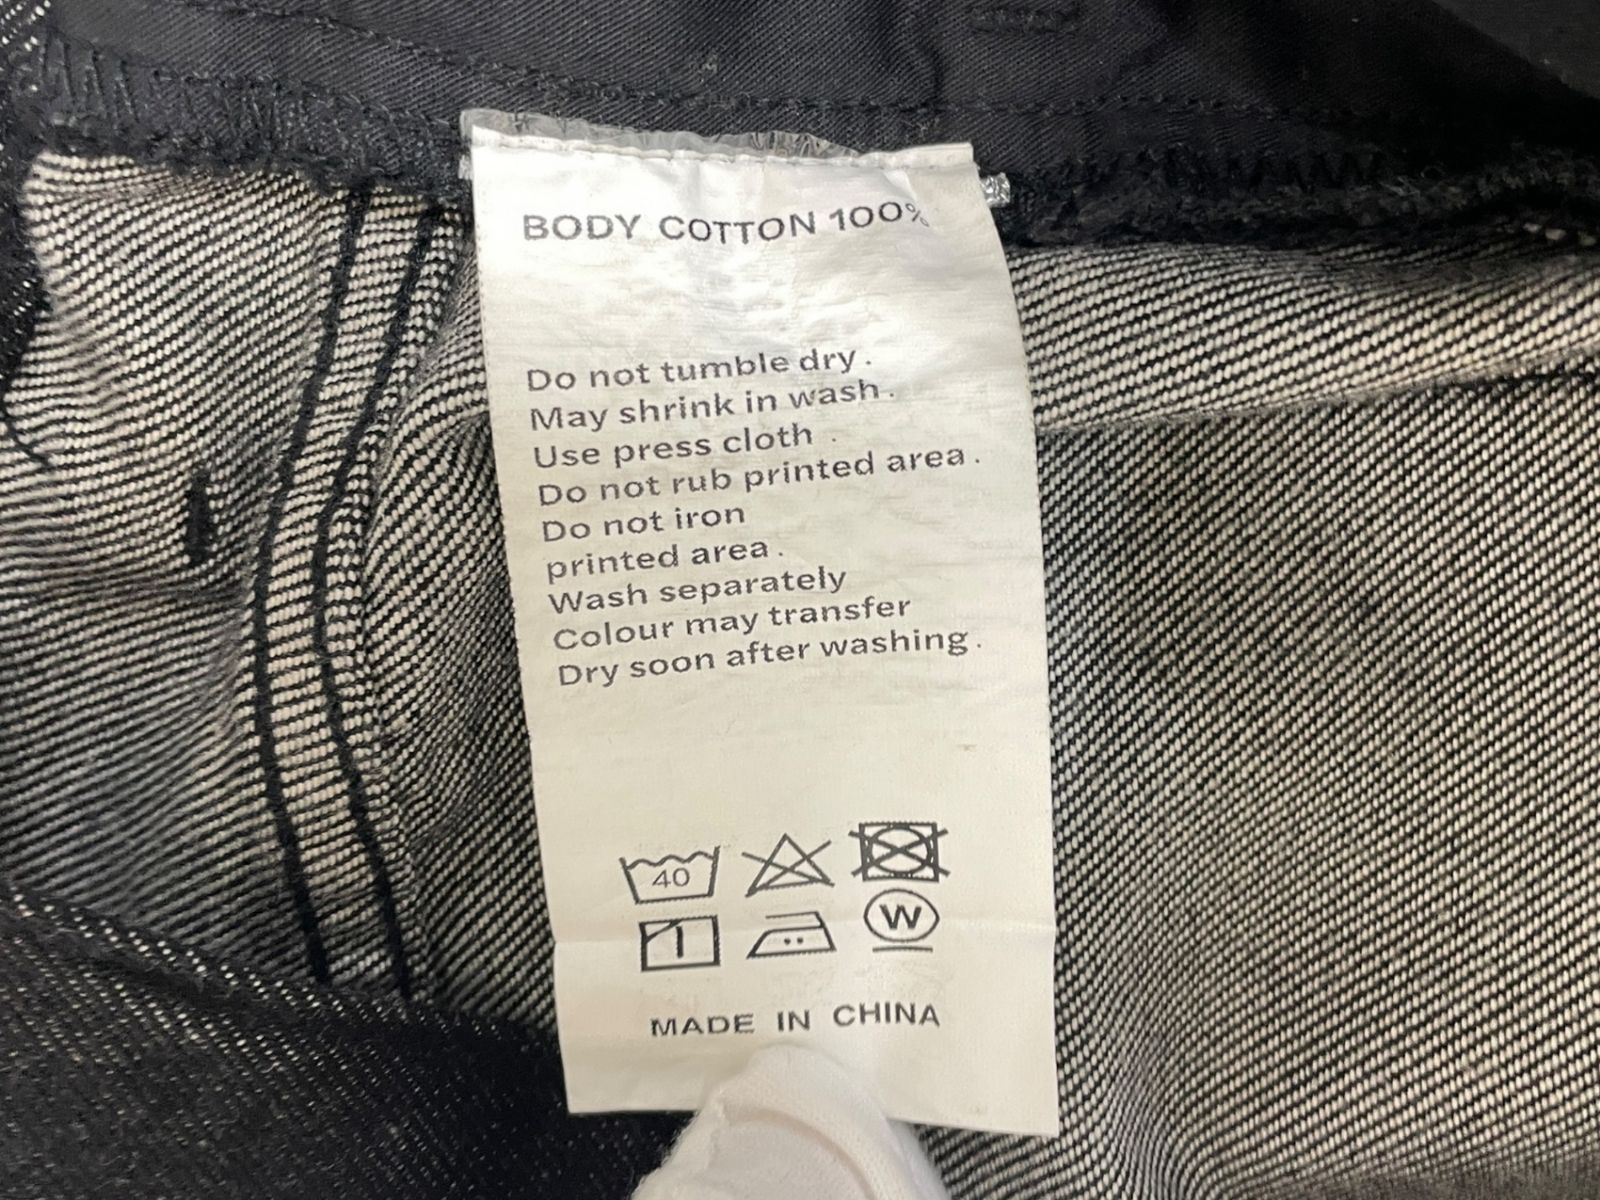 BODY COTTON 100%
Do not tumble dry.
May shrink in wash.
Use press cloth .
Do not rub printed area.
Do not iron
printed area.
Wash separately
Colour may transfer
Dry soon after washing.
40
W
MADE IN CHINA